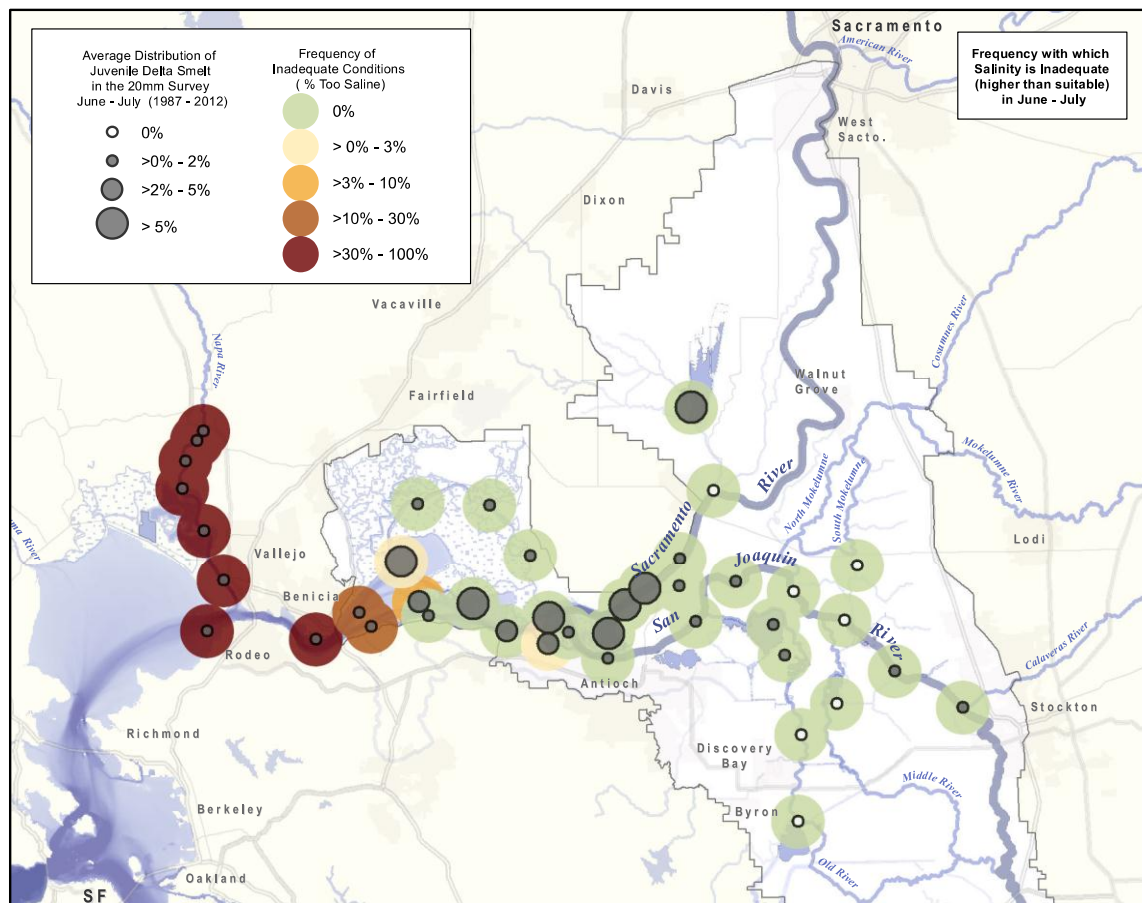 Average Distribution of
Juvenile Delta Smelt
in the 20mm Survey
June - July (1987 - 2012)
0%
>0% - 2%
>2% - 5%
> 5%
Frequency of
Inadequate Conditions
( % Too Saline)
0%
> 0% - 3%
>3% - 10%
>10% - 30%
>30% - 100%
Frequency with which
Salinity is Inadequate
(higher than suitable)
in June - July
Sacramento
American River
Davis
West
Sacto.
Dixon
Vacaville
Napa River
Fairfield
Walnut
Grove
Cosumnes River
Mokelumne River
North Mokelumne
South Mokelumne
Sacramento
River
Lodi
San
Joaquin
River
uma River
Vallejo
Benicia
Rodeo
Antioch
Calaveras River
Stockton
Richmond
Discovery
Bay
Middle River
Byron
Berkeley
Old River
Oakland
SF